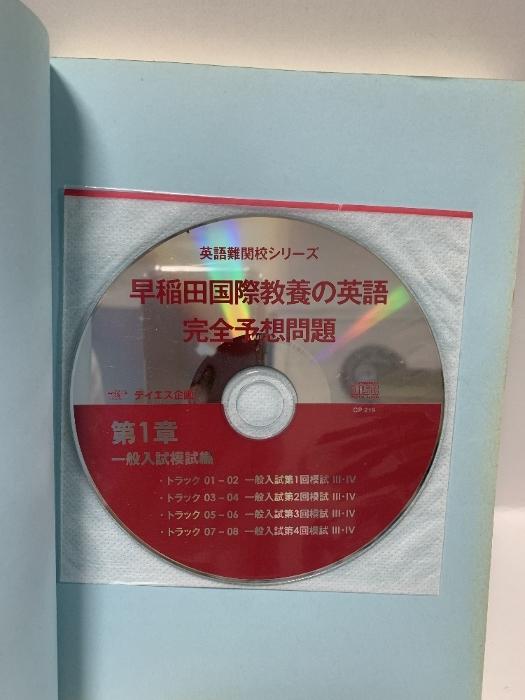 英語難関校シリーズ
早稲田国際教養の英語
完全予想問題
テイエス企画
CP 219
第1章
一般入試模試編
・トラック 01－02 一般入試第1回模試 III・IV
・トラック 03－04 一般入試第2回模試 III・IV
・トラック 05－06 一般入試第3回模試 III・IV
・トラック 07－08 一般入試第4回模試 III・IV